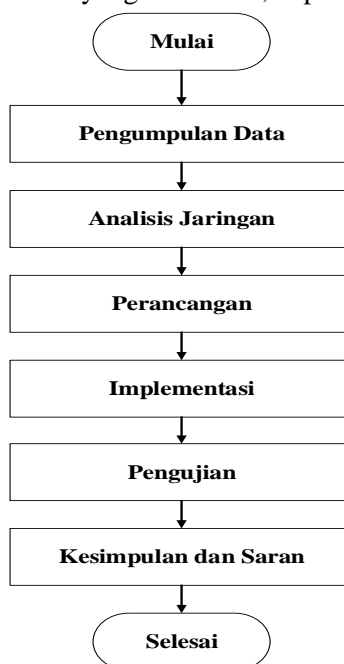 Mulai
Pengumpulan Data
Analisis Jaringan
Perancangan
Implementasi
Pengujian
Kesimpulan dan Saran
Selesai